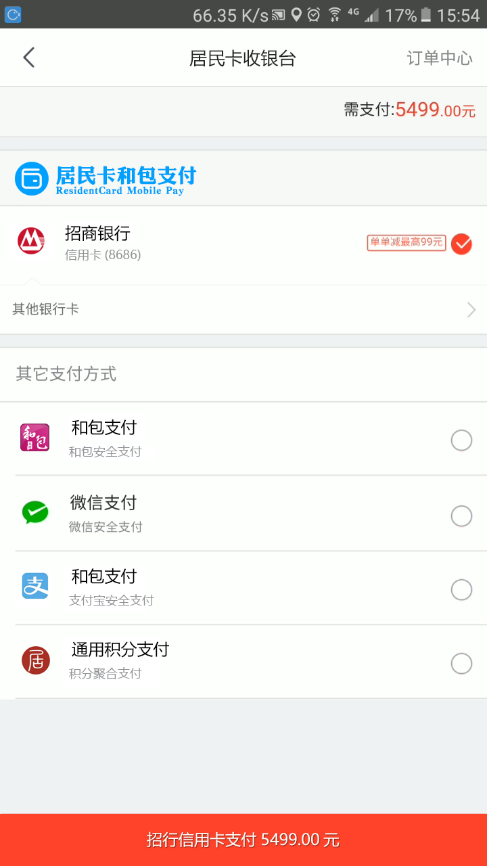 66.35 K/s 4G 17% 15:54
居民卡收银台 订单中心
需支付:5499.00元
居民卡和包支付
ResidentCard Mobile Pay
招商银行
信用卡 (8686)
单单减最高99元
其他银行卡
其它支付方式
和包
和包支付
和包安全支付
微信支付
微信安全支付
支
和包支付
支付宝安全支付
居
通用积分支付
积分聚合支付
招行信用卡支付 5499.00 元